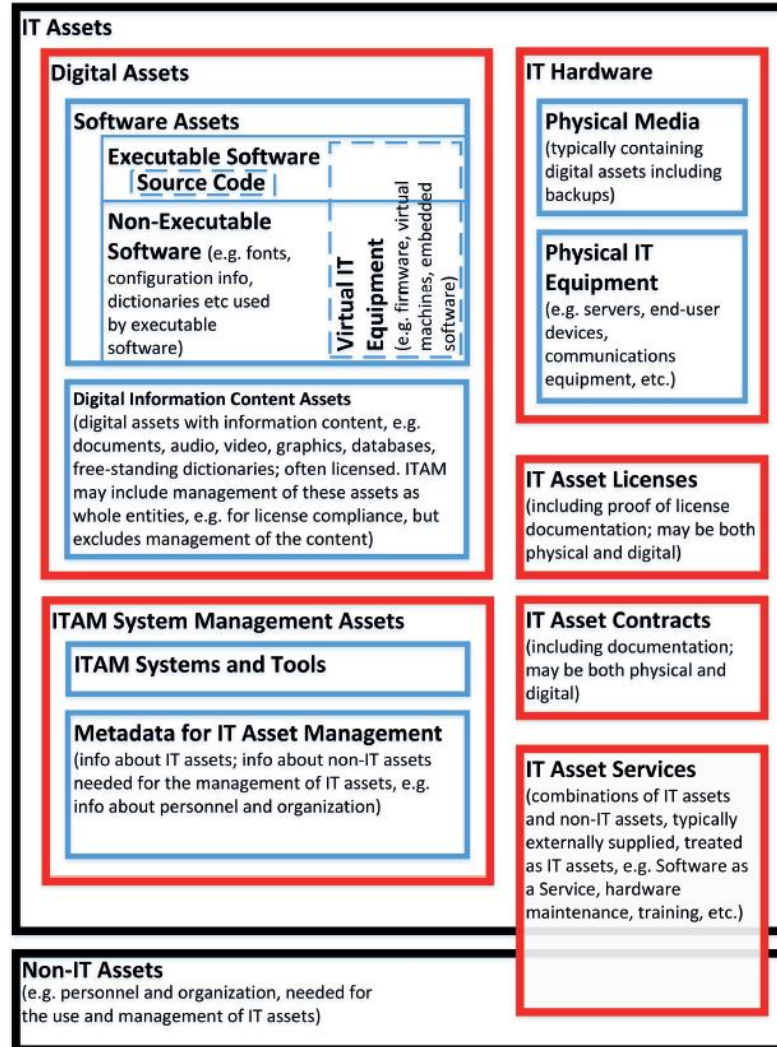 IT Assets
Digital Assets
Software Assets
Executable Software
Source Code
Non-Executable
Software (e.g. fonts,
configuration info,
dictionaries etc used
by executable
software)
Virtual IT
Equipment
(e.g. firmware, virtual
machines, embedded
software)
Digital Information Content Assets
(digital assets with information content, e.g.
documents, audio, video, graphics, databases,
free-standing dictionaries; often licensed. ITAM
may include management of these assets as
whole entities, e.g. for license compliance, but
excludes management of the content)
ITAM System Management Assets
ITAM Systems and Tools
Metadata for IT Asset Management
(info about IT assets; info about non-IT assets
needed for the management of IT assets, e.g.
info about personnel and organization)
IT Hardware
Physical Media
(typically containing
digital assets including
backups)
Physical IT
Equipment
(e.g. servers, end-user
devices,
communications
equipment, etc.)
IT Asset Licenses
(including proof of license
documentation; may be both
physical and digital)
IT Asset Contracts
(including documentation;
may be both physical and
digital)
IT Asset Services
(combinations of IT assets
and non-IT assets, typically
externally supplied, treated
as IT assets, e.g. Software as
a Service, hardware
maintenance, training, etc.)
Non-IT Assets
(e.g. personnel and organization, needed for
the use and management of IT assets)